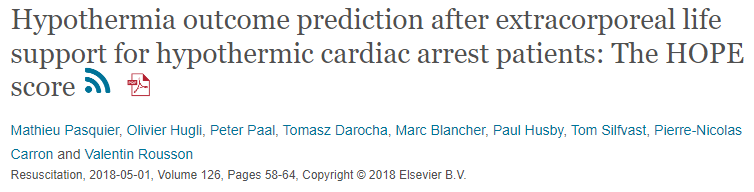 Hypothermia outcome prediction after extracorporeal life
support for hypothermic cardiac arrest patients: The HOPE
score PDF
Mathieu Pasquier, Olivier Hugli, Peter Paal, Tomasz Darocha, Marc Blancher, Paul Husby, Tom Silfvast, Pierre-Nicolas
Carron and Valentin Rousson
Resuscitation, 2018-05-01, Volume 126, Pages 58-64, Copyright © 2018 Elsevier B.V.